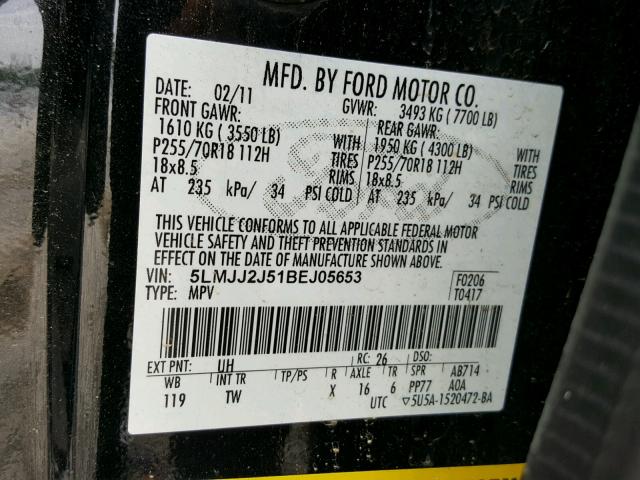 MFD. BY FORD MOTOR CO.
DATE: 02/11 GVWR: 3493 KG ( 7700 LB)
FRONT GAWR: REAR GAWR:
1610 KG ( 3550 LB) WITH 1950 KG ( 4300 LB) WITH
P255/70R18 112H TIRES P255/70R18 112H TIRES
18x8.5 RIMS 18x8.5 RIMS
AT 235 kPa/ 34 PSI COLD AT 235 kPa/ 34 PSI COLD
Ford
THIS VEHICLE CONFORMS TO ALL APPLICABLE FEDERAL MOTOR
VEHICLE SAFETY AND THEFT PREVENTION STANDARDS IN
EFFECT ON THE DATE OF MANUFACTURE SHOWN ABOVE.
VIN: 5LMJJ2J51BEJ05653 F0206
TYPE: MPV T0417
EXT PNT: UH RC: 26 DSO:
WB INT TR TP/PS R AXLE TR SPR AB714
119 TW X 16 6 PP77 A0A
UTC ▽5U5A-1520472-BA